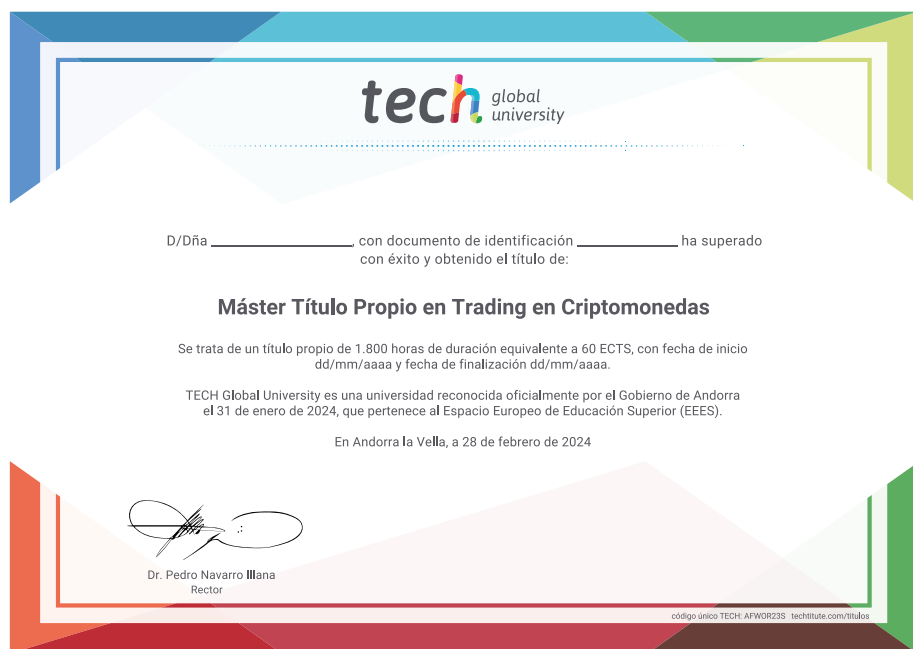 tech global university
D/Dña ____________________, con documento de identificación ______________ ha superado
con éxito y obtenido el título de:
Máster Título Propio en Trading en Criptomonedas
Se trata de un título propio de 1.800 horas de duración equivalente a 60 ECTS, con fecha de inicio
dd/mm/aaaa y fecha de finalización dd/mm/aaaa.
TECH Global University es una universidad reconocida oficialmente por el Gobierno de Andorra
el 31 de enero de 2024, que pertenece al Espacio Europeo de Educación Superior (EEES).
En Andorra la Vella, a 28 de febrero de 2024
Dr. Pedro Navarro Illana
Rector
código único TECH: AFWOR23S techtitute.com/titulos